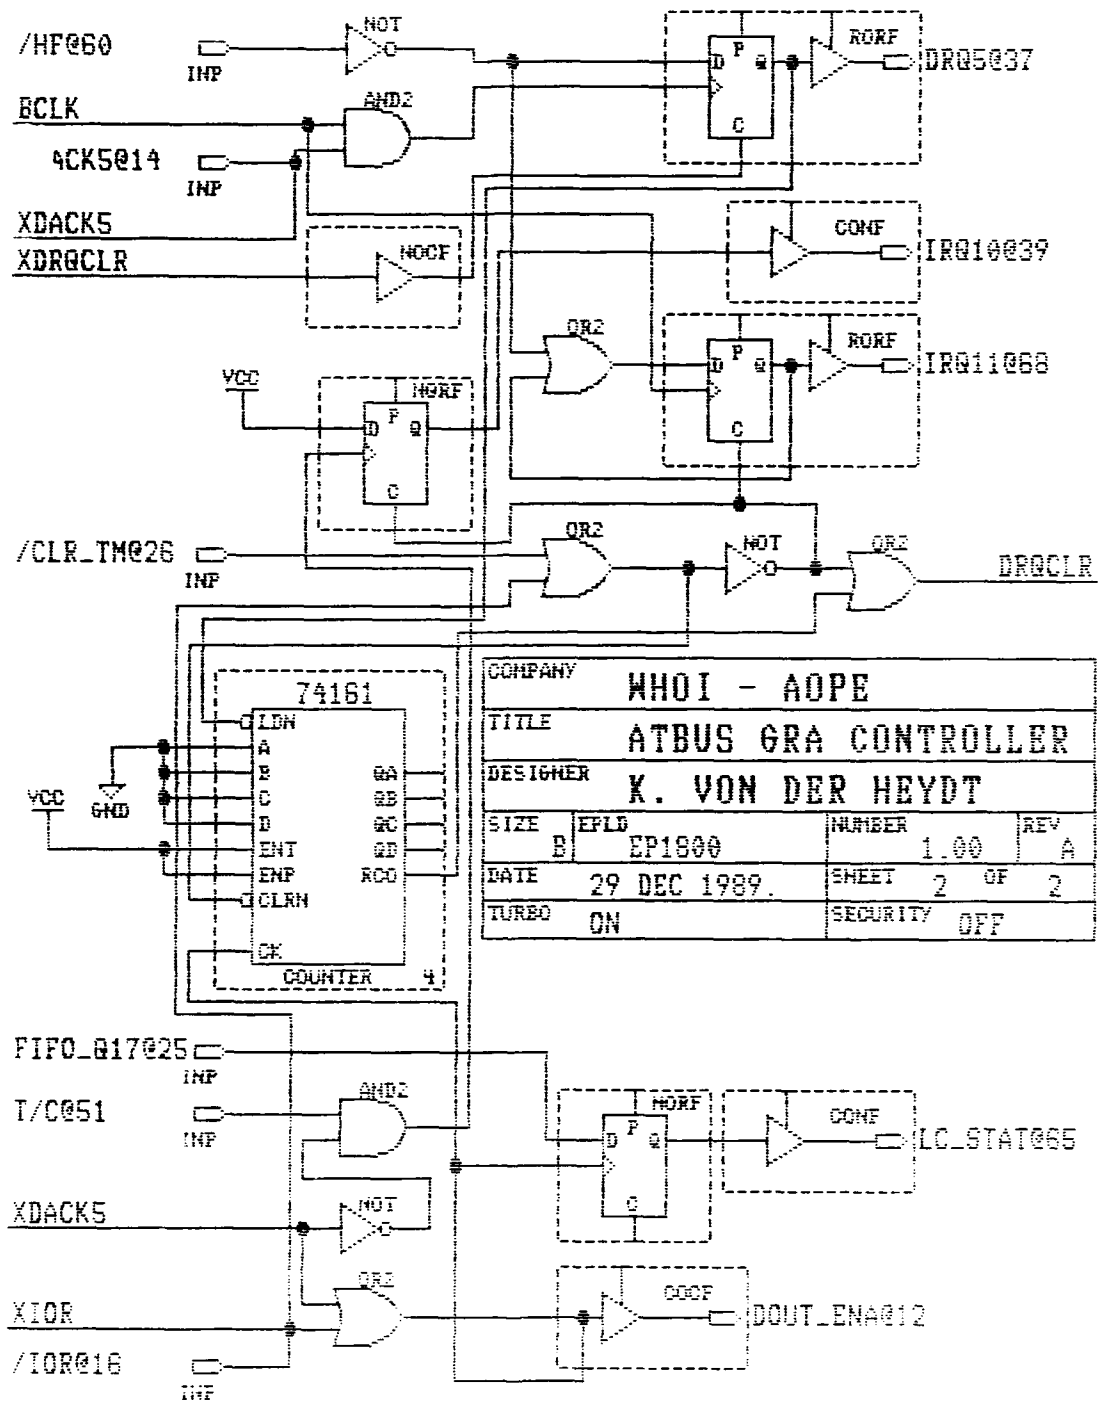 /HF@60
INP
NOT
BCLK
AND2
4CK5@14
INP
XDACK5
XDRQCLR
NOCF
P
D
Q
C
RORF
DRQ5@37
CONF
IRQ10@39
OR2
P
D
Q
C
RORF
IRQ11@68
VCC
NORF
P
D
Q
C
/CLR_TM@26
INP
OR2
NOT
OR2
DRQCLR
74161
LDN
A
B
C
D
ENT
ENP
CLRN
CK
QA
QB
QC
QD
RCO
COUNTER 4
GND
VCC
COMPANY WHOI - AOPE
TITLE ATBUS GRA CONTROLLER
DESIGNER K. VON DER HEYDT
SIZE B EPLD EP1800 NUMBER 1.00 REV A
DATE 29 DEC 1989. SHEET 2 OF 2
TURBO ON SECURITY OFF
FIFO_Q17@25
INP
T/C@51
INP
AND2
NORF
P
D
Q
C
CONF
LC_STAT@65
XDACK5
NOT
OR2
XIOR
/IOR@16
INP
COCF
DOUT_ENA@12